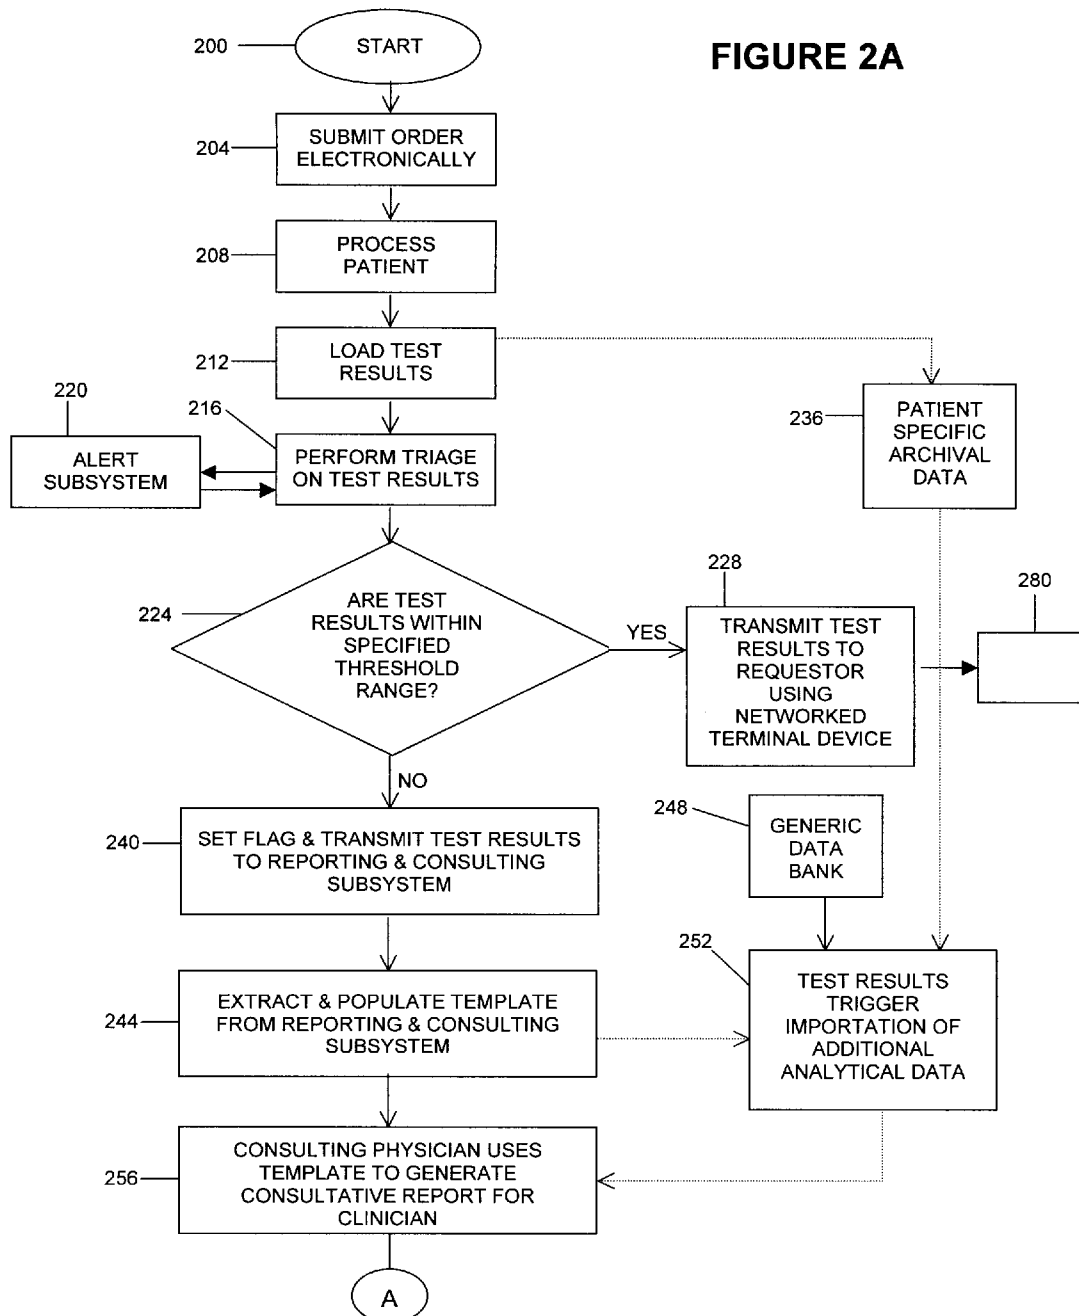 FIGURE 2A
200
START
204
SUBMIT ORDER
ELECTRONICALLY
208
PROCESS
PATIENT
212
LOAD TEST
RESULTS
220
ALERT
SUBSYSTEM
216
PERFORM TRIAGE
ON TEST RESULTS
236
PATIENT
SPECIFIC
ARCHIVAL
DATA
224
ARE TEST
RESULTS WITHIN
SPECIFIED
THRESHOLD
RANGE?
YES
NO
228
TRANSMIT TEST
RESULTS TO
REQUESTOR
USING
NETWORKED
TERMINAL DEVICE
280
240
SET FLAG & TRANSMIT TEST RESULTS
TO REPORTING & CONSULTING
SUBSYSTEM
248
GENERIC
DATA
BANK
244
EXTRACT & POPULATE TEMPLATE
FROM REPORTING & CONSULTING
SUBSYSTEM
252
TEST RESULTS
TRIGGER
IMPORTATION OF
ADDITIONAL
ANALYTICAL DATA
256
CONSULTING PHYSICIAN USES
TEMPLATE TO GENERATE
CONSULTATIVE REPORT FOR
CLINICIAN
A